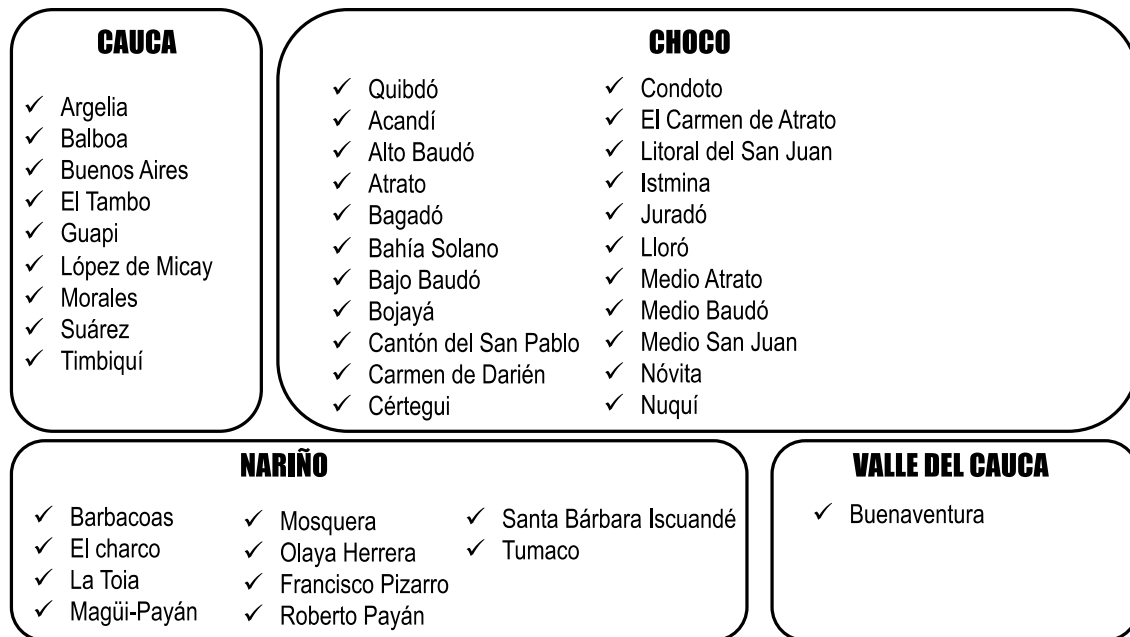 CAUCA
✓ Argelia
✓ Balboa
✓ Buenos Aires
✓ El Tambo
✓ Guapi
✓ López de Micay
✓ Morales
✓ Suárez
✓ Timbiquí
CHOCO
✓ Quibdó
✓ Acandí
✓ Alto Baudó
✓ Atrato
✓ Bagadó
✓ Bahía Solano
✓ Bajo Baudó
✓ Bojayá
✓ Cantón del San Pablo
✓ Carmen de Darién
✓ Cértegui
✓ Condoto
✓ El Carmen de Atrato
✓ Litoral del San Juan
✓ Istmina
✓ Juradó
✓ Lloró
✓ Medio Atrato
✓ Medio Baudó
✓ Medio San Juan
✓ Nóvita
✓ Nuquí
NARIÑO
✓ Barbacoas
✓ El charco
✓ La Toia
✓ Magüi-Payán
✓ Mosquera
✓ Olaya Herrera
✓ Francisco Pizarro
✓ Roberto Payán
✓ Santa Bárbara Iscuandé
✓ Tumaco
VALLE DEL CAUCA
✓ Buenaventura